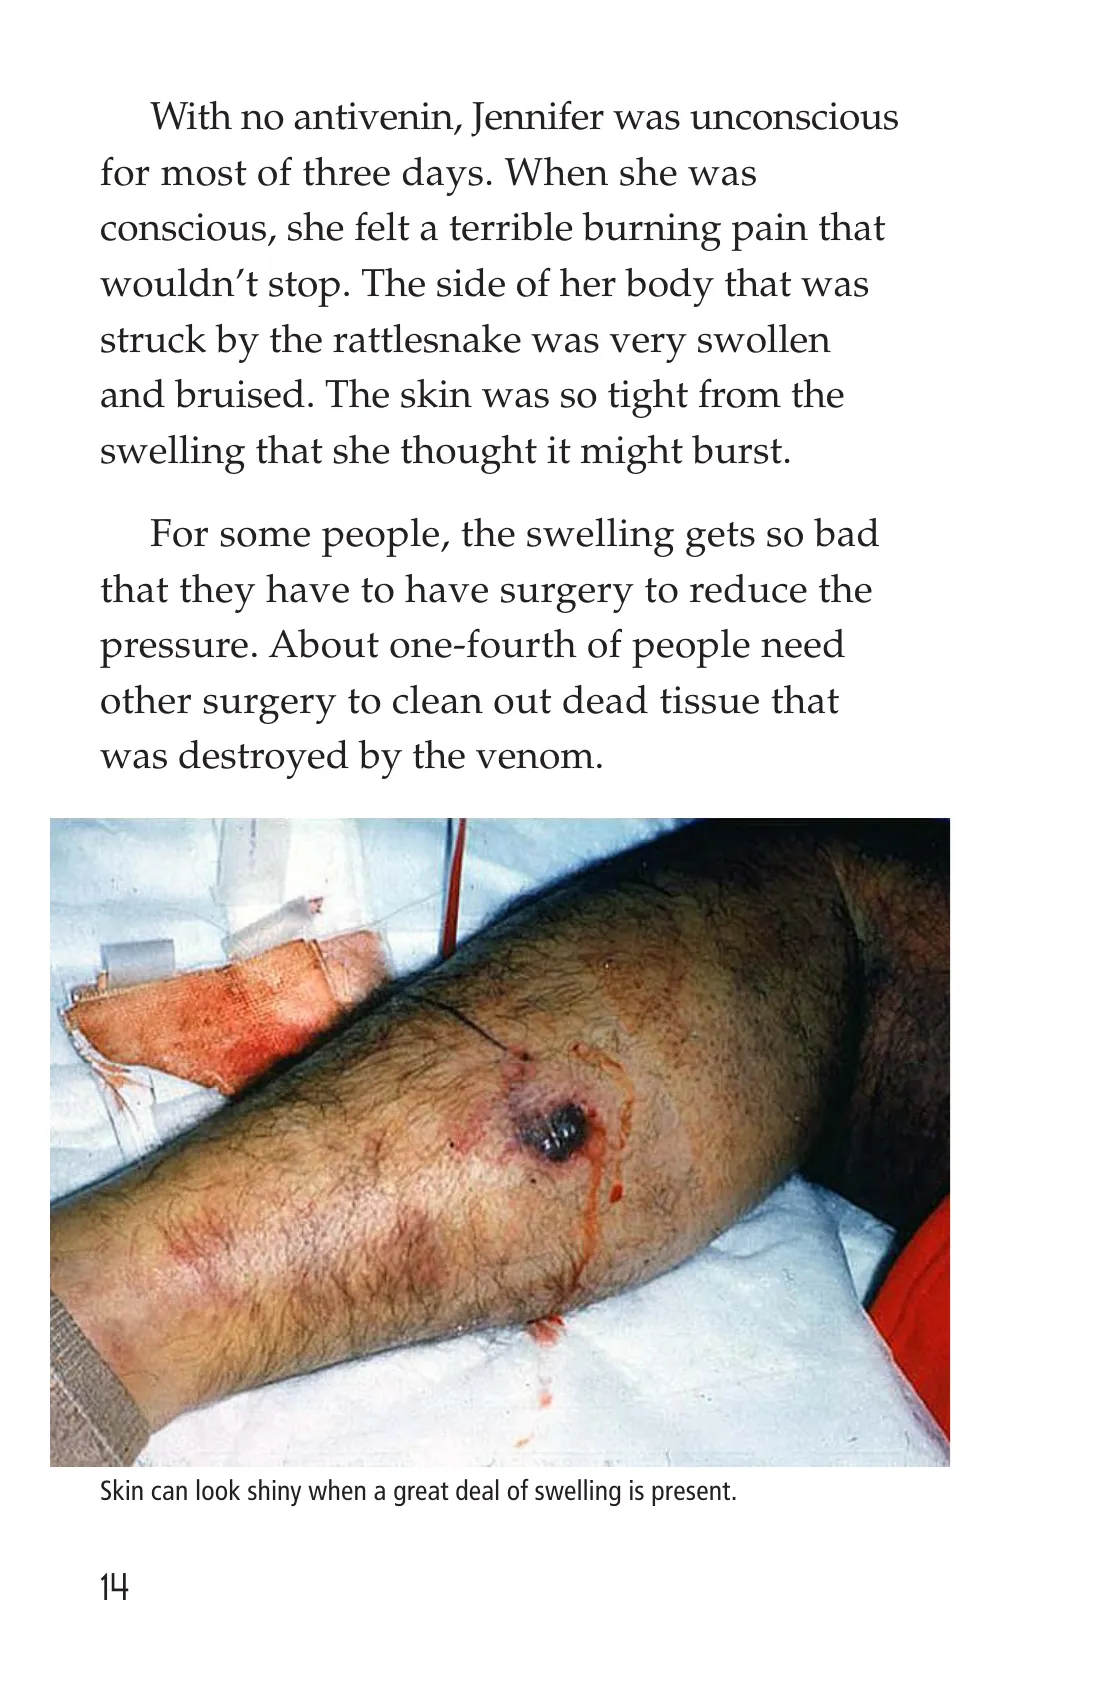 With no antivenin, Jennifer was unconscious
for most of three days. When she was
conscious, she felt a terrible burning pain that
wouldn’t stop. The side of her body that was
struck by the rattlesnake was very swollen
and bruised. The skin was so tight from the
swelling that she thought it might burst.
For some people, the swelling gets so bad
that they have to have surgery to reduce the
pressure. About one-fourth of people need
other surgery to clean out dead tissue that
was destroyed by the venom.
Skin can look shiny when a great deal of swelling is present.
14